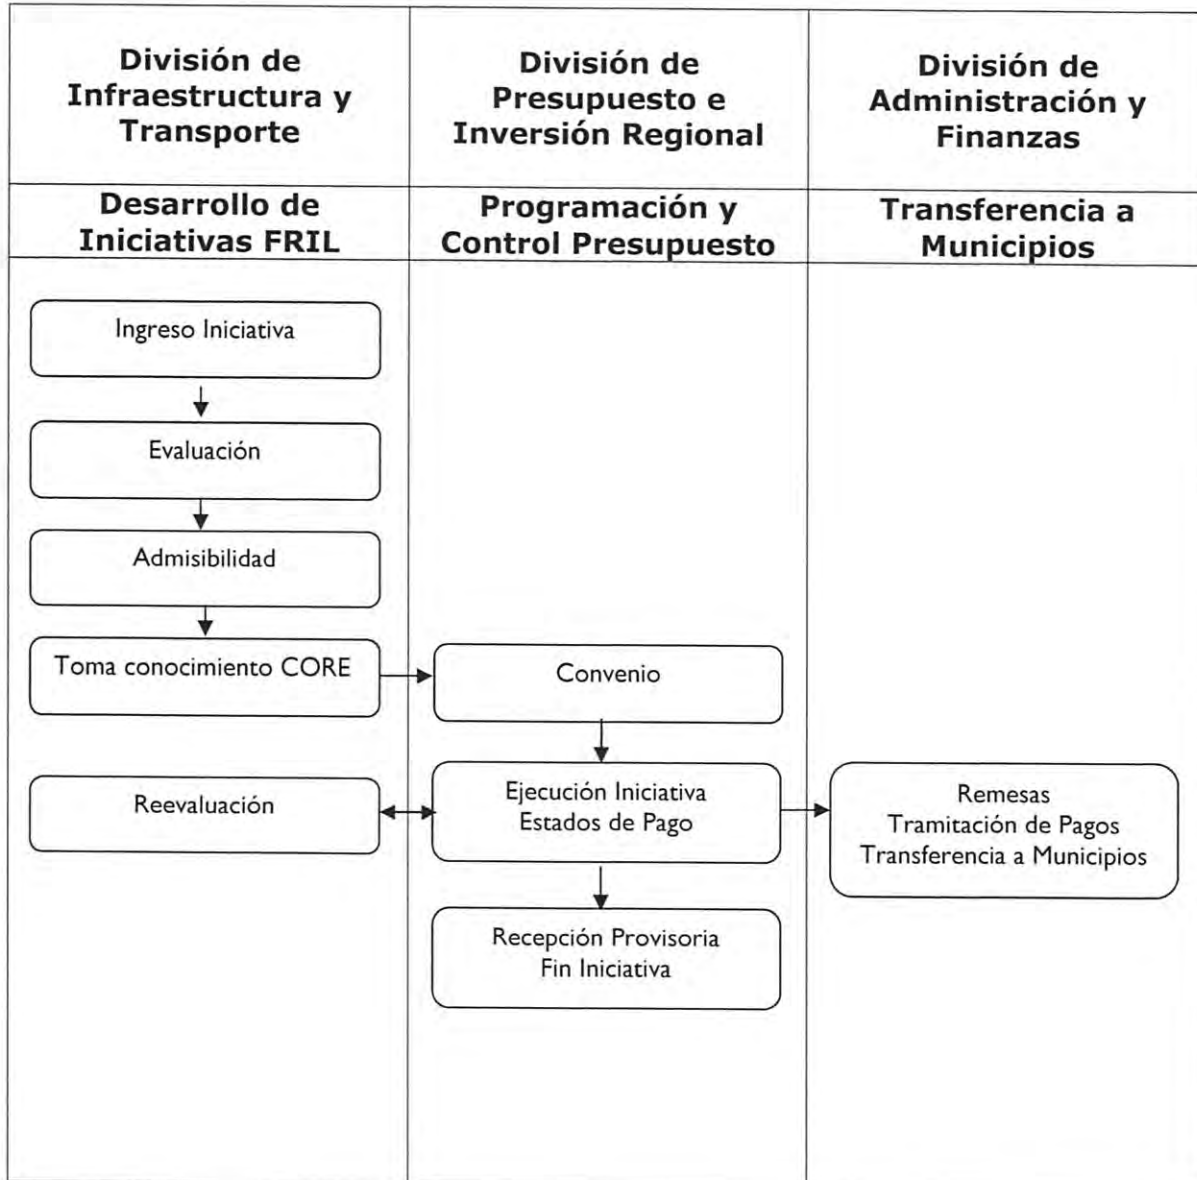 División de
Infraestructura y
Transporte
División de
Presupuesto e
Inversión Regional
División de
Administración y
Finanzas
Desarrollo de
Iniciativas FRIL
Programación y
Control Presupuesto
Transferencia a
Municipios
Ingreso Iniciativa
Evaluación
Admisibilidad
Toma conocimiento CORE
Convenio
Reevaluación
Ejecución Iniciativa
Estados de Pago
Remesas
Tramitación de Pagos
Transferencia a Municipios
Recepción Provisoria
Fin Iniciativa